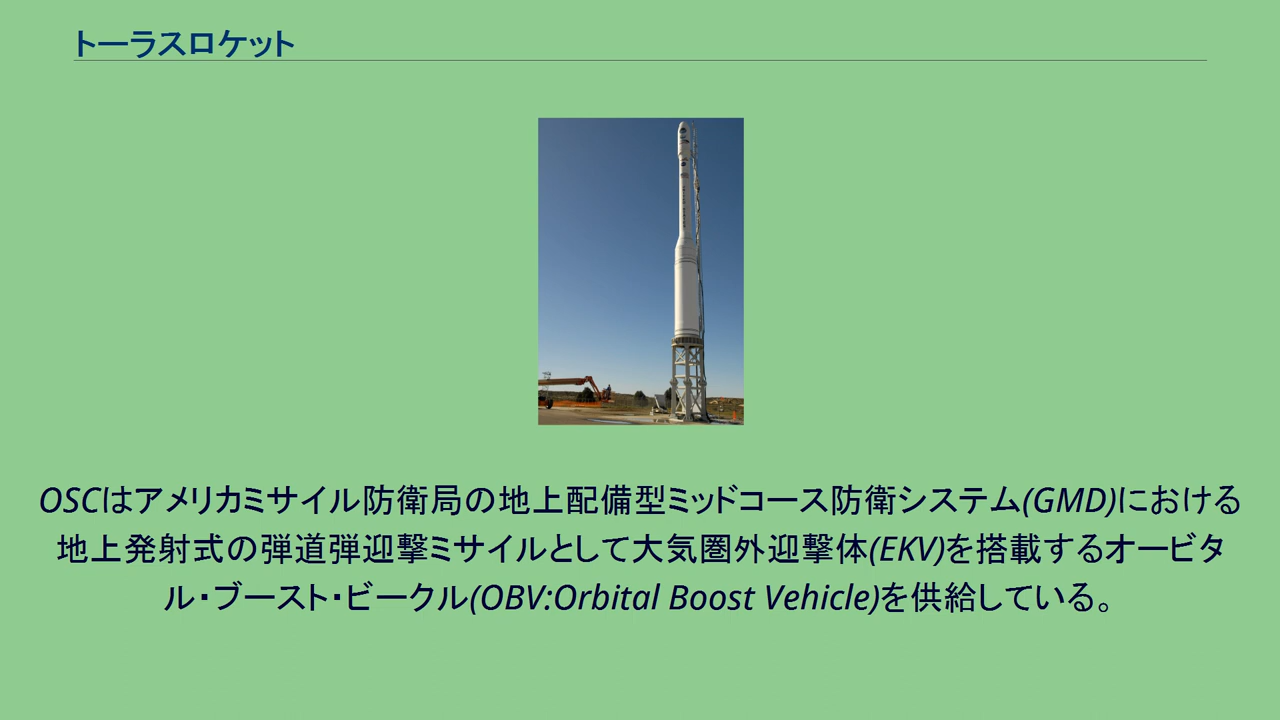 トーラスロケット
OSCはアメリカミサイル防衛局の地上配備型ミッドコース防衛システム(GMD)における
地上発射式の弾道弾迎撃ミサイルとして大気圏外迎撃体(EKV)を搭載するオービタ
ル・ブースト・ビークル(OBV:Orbital Boost Vehicle)を供給している。